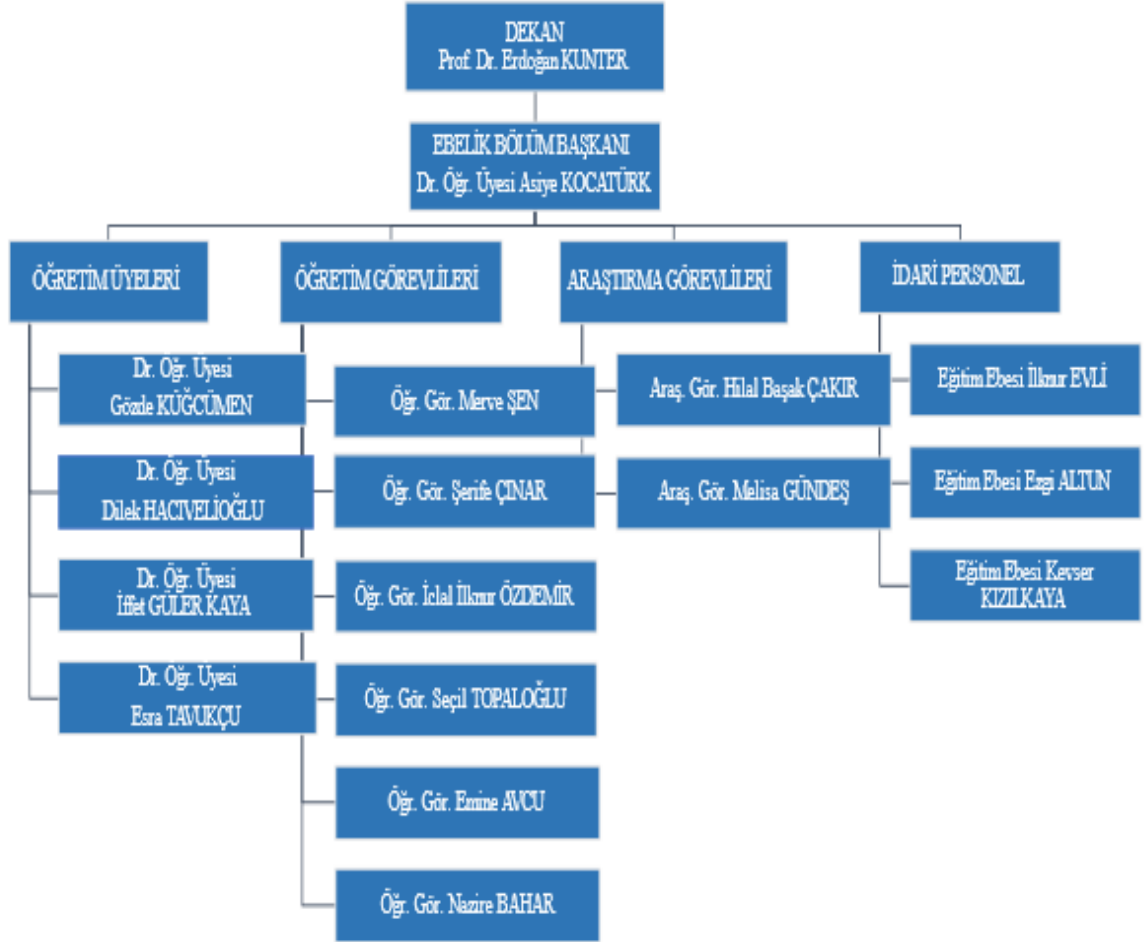 DEKAN
Prof. Dr. Erdoğan KUNTER
EBELİK BÖLÜM BAŞKANI
Dr. Öğr. Üyesi Asiye KOCATÜRK
ÖĞRETİM ÜYELERİ
Dr. Öğr. Üyesi
Gözde KÜĞCÜMEN
Dr. Öğr. Üyesi
Dilek HACIVELİOĞLU
Dr. Öğr. Üyesi
İffet GÜLER KAYA
Dr. Öğr. Üyesi
Esra TAVUKÇU
ÖĞRETİM GÖREVLİLERİ
Öğr. Gör. Merve ŞEN
Öğr. Gör. Şerife ÇINAR
Öğr. Gör. İclal İlknur ÖZDEMİR
Öğr. Gör. Seçil TOPALOĞLU
Öğr. Gör. Emine AVCU
Öğr. Gör. Nazire BAHAR
ARAŞTIRMA GÖREVLİLERİ
Araş. Gör. Hilal Başak ÇAKIR
Araş. Gör. Melisa GÜNDEŞ
İDARİ PERSONEL
Eğitim Ebesi İlknur EVLİ
Eğitim Ebesi Ezgi ALTUN
Eğitim Ebesi Kevser
KIZILKAYA